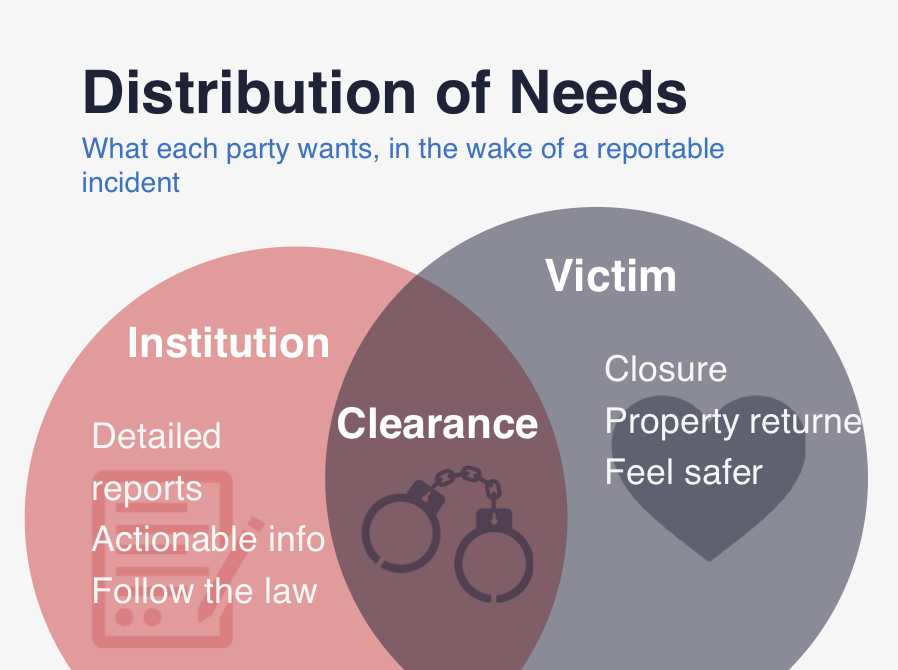 Distribution of Needs
What each party wants, in the wake of a reportable
incident
Victim
Institution
Clearance
Closure
Property returne
Feel safer
Detailed
reports
Actionable info
Follow the law